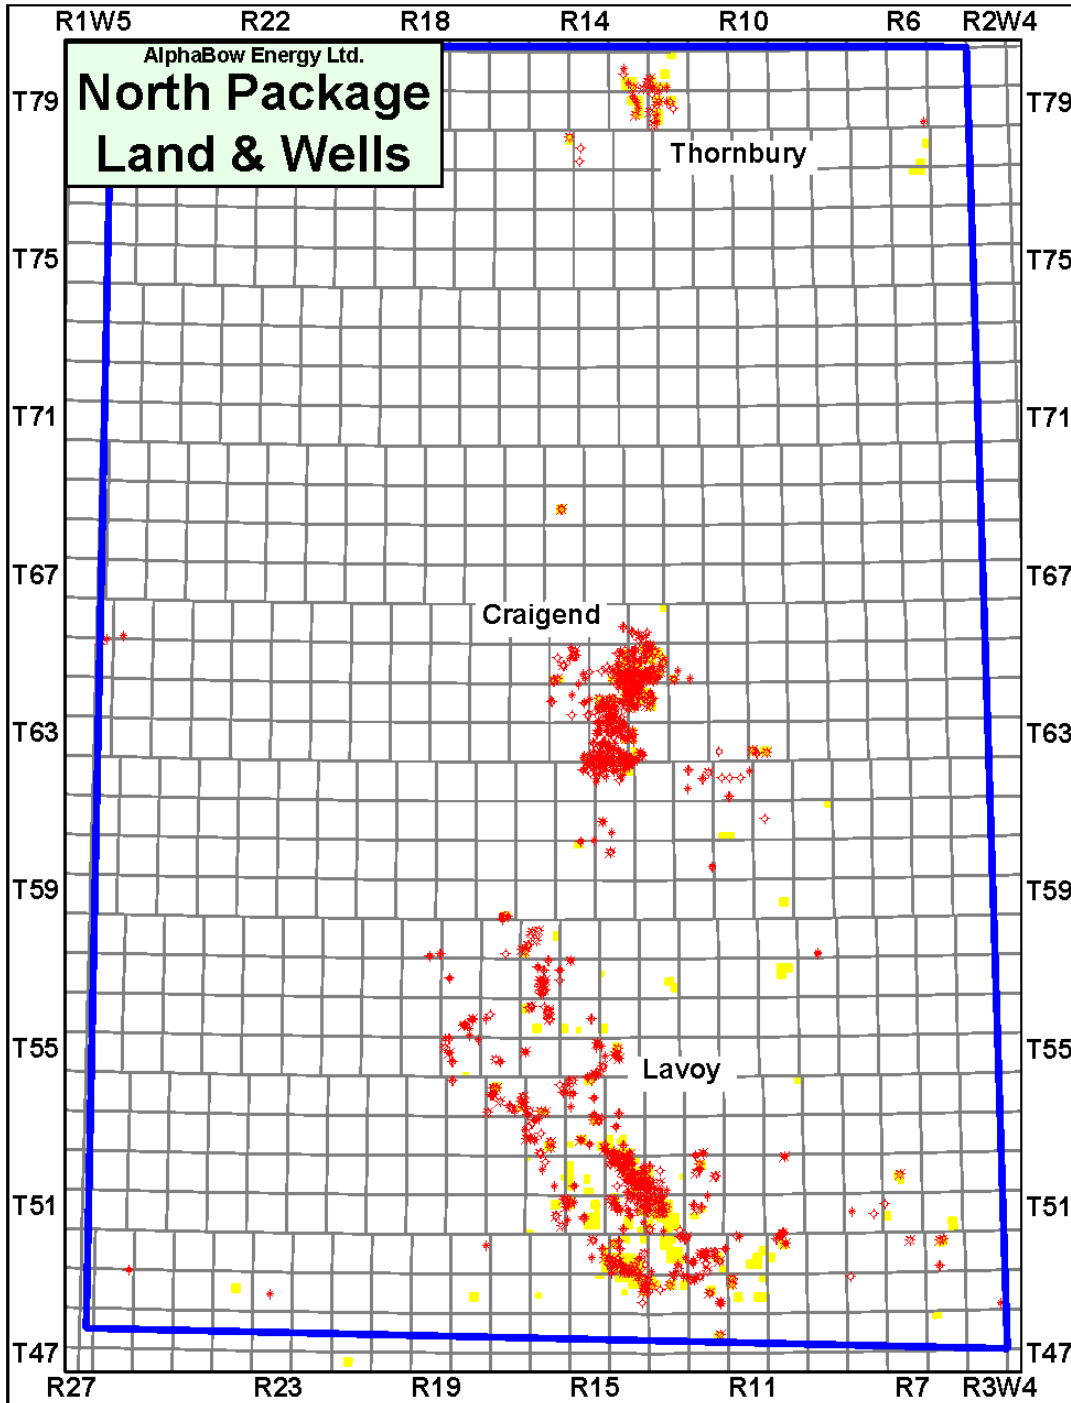 R1W5 R22 R18 R14 R10 R6 R2W4
AlphaBow Energy Ltd.
North Package
Land & Wells
T79 T79
Thornbury
T75 T75
T71 T71
T67 T67
Craigend
T63 T63
T59 T59
T55 T55
Lavoy
T51 T51
T47 T47
R27 R23 R19 R15 R11 R7 R3W4